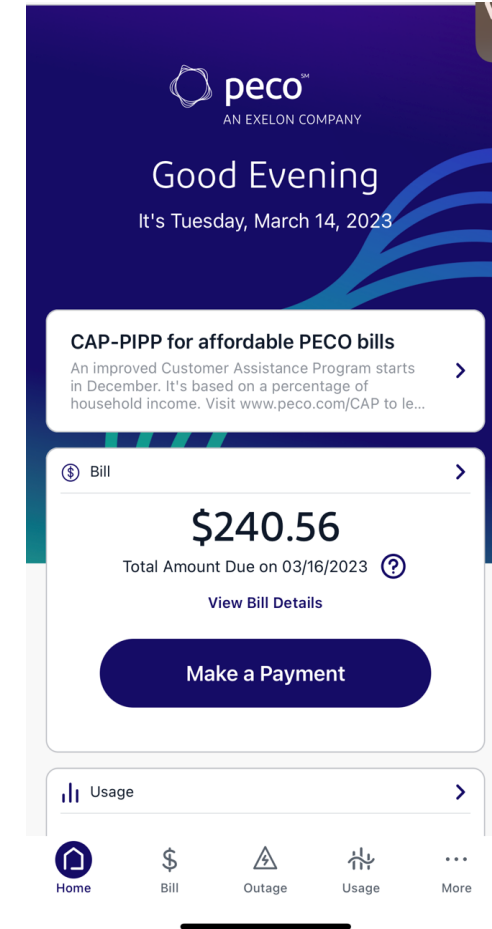 peco℠
AN EXELON COMPANY
Good Evening
It's Tuesday, March 14, 2023
CAP-PIPP for affordable PECO bills
An improved Customer Assistance Program starts
in December. It's based on a percentage of
household income. Visit www.peco.com/CAP to le...
$ Bill
$240.56
Total Amount Due on 03/16/2023 ?
View Bill Details
Make a Payment
Usage
Home Bill Outage Usage More